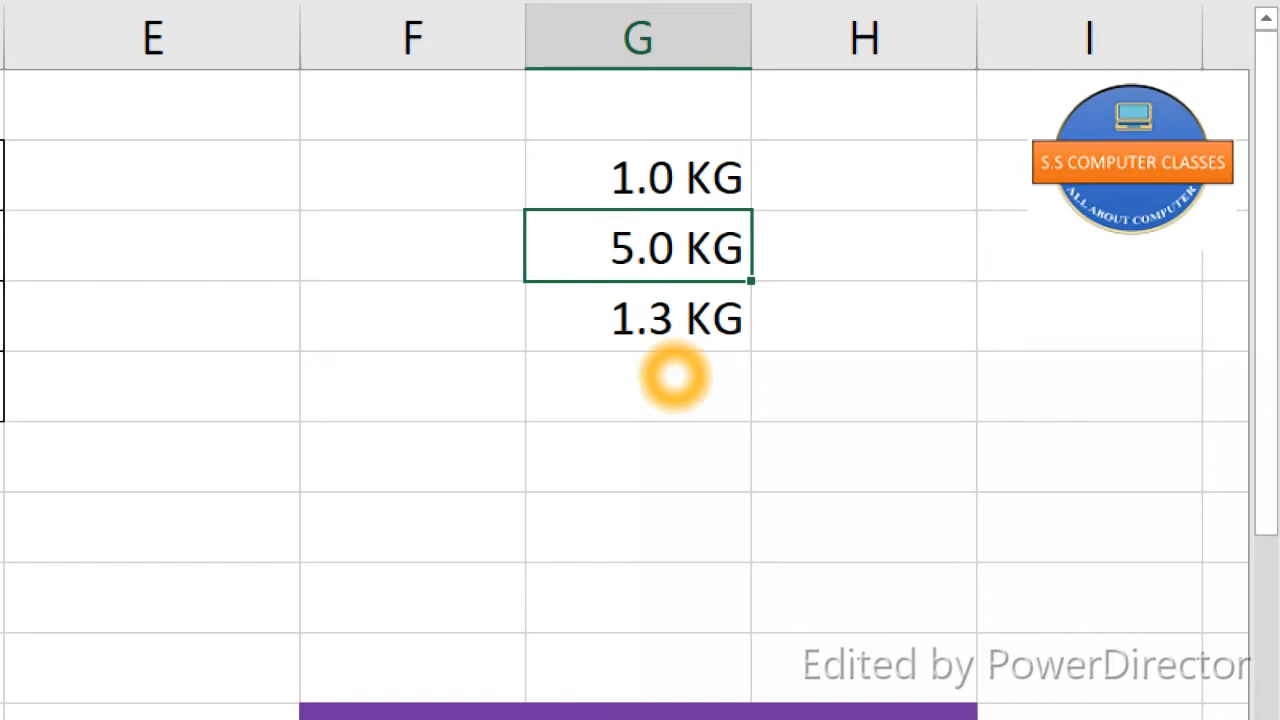 E F G H I
1.0 KG
5.0 KG
1.3 KG
S.S COMPUTER CLASSES
ALL ABOUT COMPUTER
Edited by PowerDirector